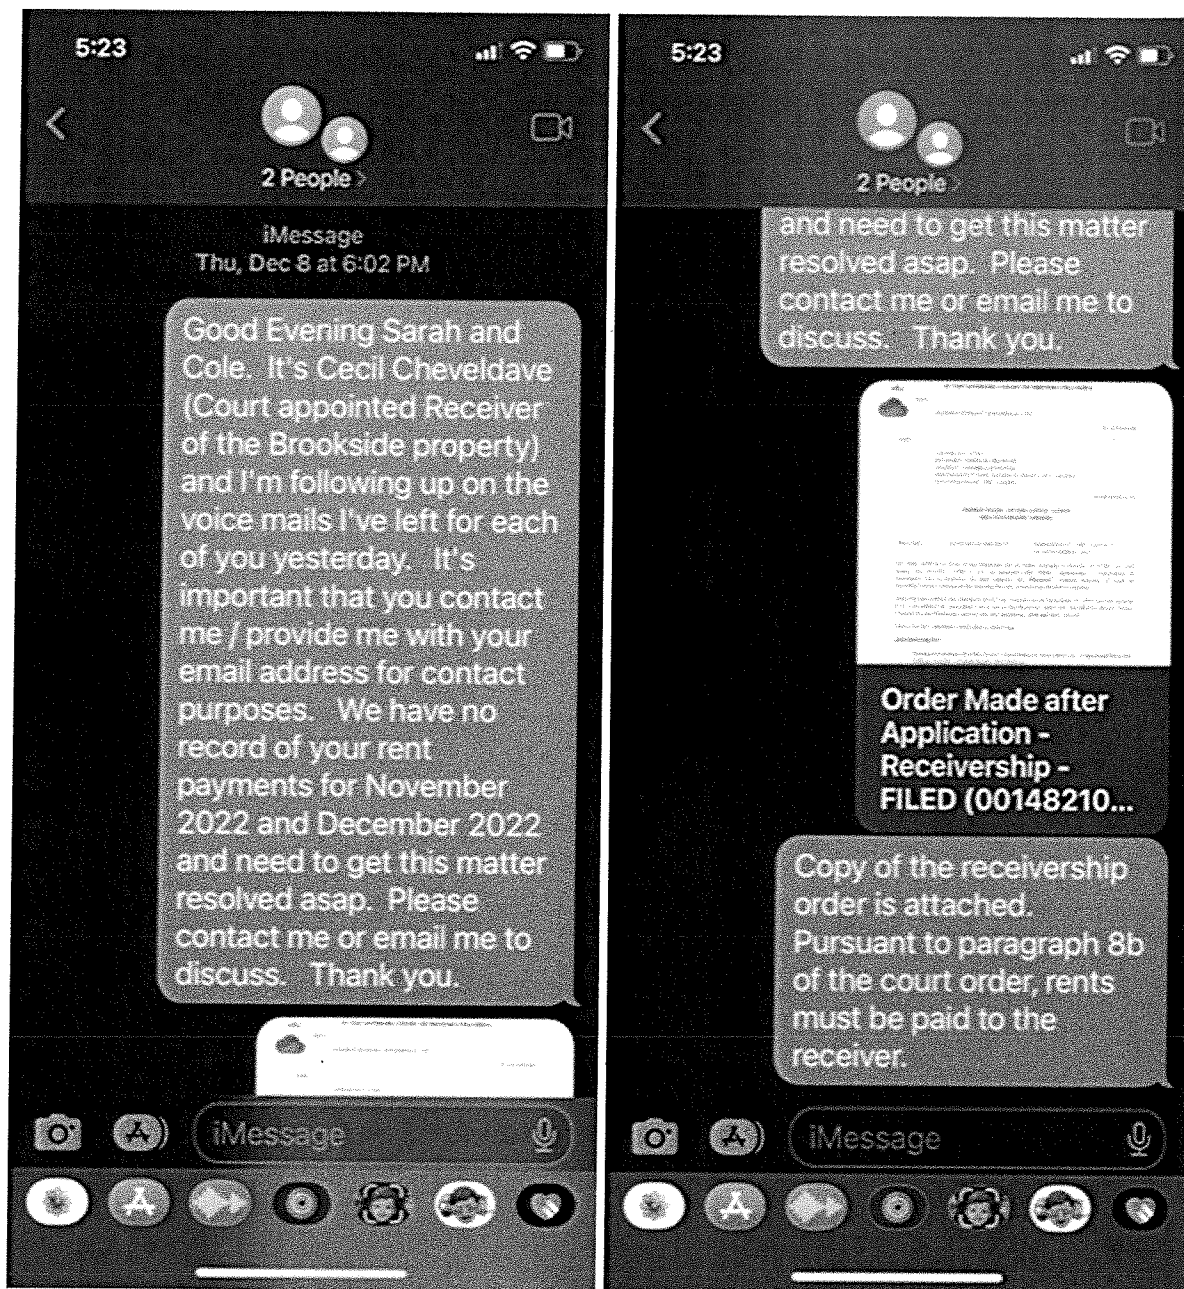 5:23
2 People >
iMessage
Thu, Dec 8 at 6:02 PM
Good Evening Sarah and
Cole.  It's Cecil Cheveldave
(Court appointed Receiver
of the Brookside property)
and I'm following up on the
voice mails I've left for each
of you yesterday.   It's
important that you contact
me / provide me with your
email address for contact
purposes.   We have no
record of your rent
payments for November
2022 and December 2022
and need to get this matter
resolved asap.  Please
contact me or email me to
discuss.   Thank you.
iMessage
5:23
2 People >
and need to get this matter
resolved asap.  Please
contact me or email me to
discuss.   Thank you.
Order Made after
Application -
Receivership -
FILED (00148210...
Copy of the receivership
order is attached.
Pursuant to paragraph 8b
of the court order, rents
must be paid to the
receiver.
iMessage